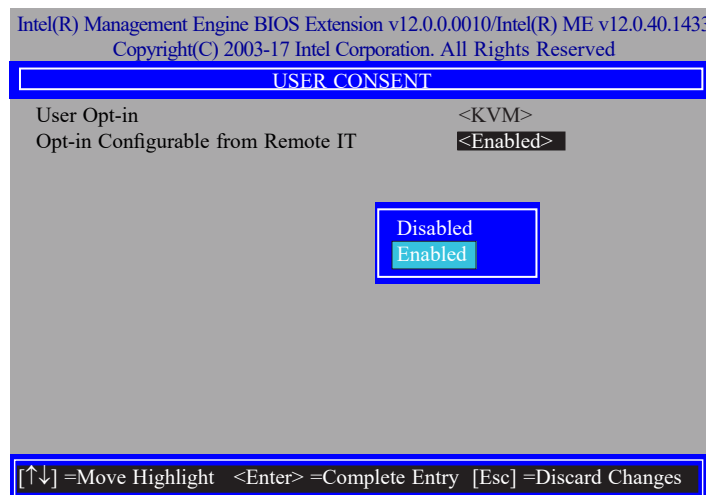 Intel(R) Management Engine BIOS Extension v12.0.0.0010/Intel(R) ME v12.0.40.1433
Copyright(C) 2003-17 Intel Corporation. All Rights Reserved
USER CONSENT
User Opt-in <KVM>
Opt-in Configurable from Remote IT <Enabled>
Disabled
Enabled
[↑↓] =Move Highlight <Enter> =Complete Entry [Esc] =Discard Changes